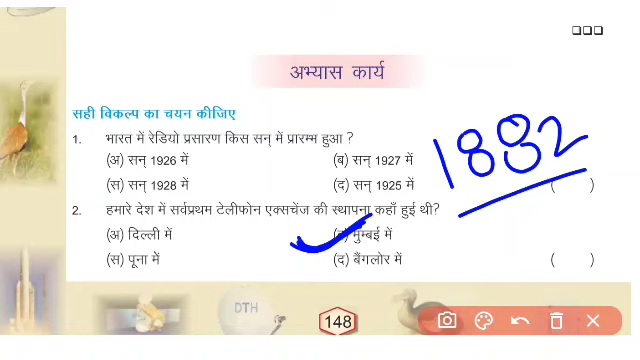 □□□
अभ्यास कार्य
सही विकल्प का चयन कीजिए
1. भारत में रेडियो प्रसारण किस सन् में प्रारम्भ हुआ ?
(अ) सन् 1926 में (ब) सन् 1927 में
(स) सन् 1928 में (द) सन् 1925 में ( )
1882
2. हमारे देश में सर्वप्रथम टेलीफोन एक्सचेंज की स्थापना कहाँ हुई थी?
(अ) दिल्ली में (ब) मुम्बई में
(स) पूना में (द) बैंगलोर में ( )
DTH
148